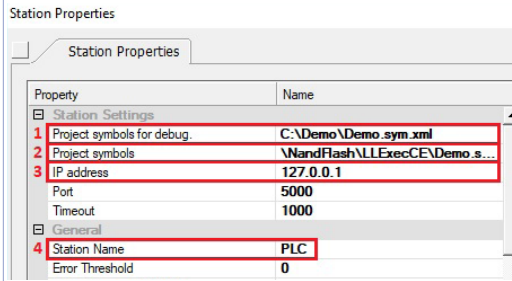 Station Properties
Station Properties
Property Name
Station Settings
1 Project symbols for debug. C:\Demo\Demo.sym.xml
2 Project symbols \NandFlash\LLExecCE\Demo.s...
3 IP address 127.0.0.1
Port 5000
Timeout 1000
General
4 Station Name PLC
Error Threshold 0